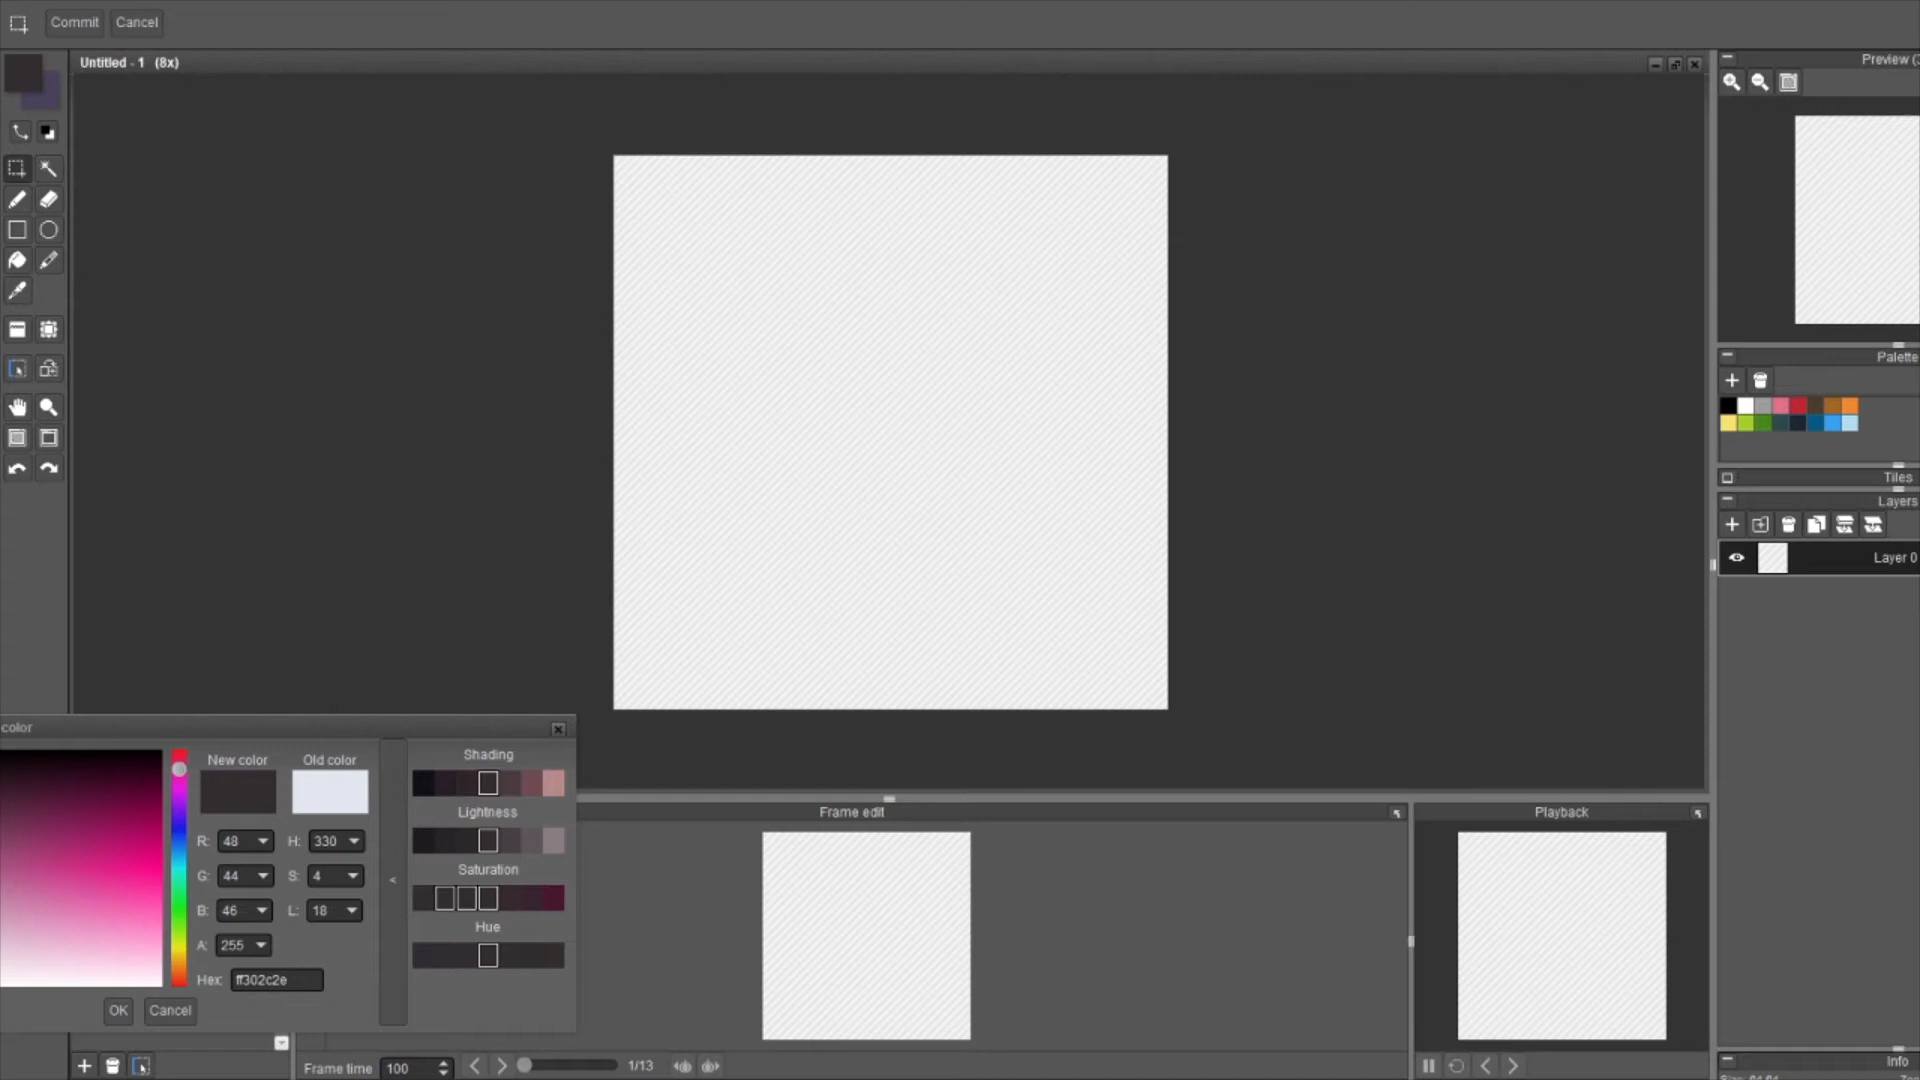 Commit Cancel
Untitled - 1 (8x)
Preview (
Palette
Tiles
Layers
Layer 0
color
New color Old color
R: 48 H: 330
G: 44 S: 4
B: 46 L: 18
A: 255
Hex: ff302c2e
OK Cancel
<
Shading
Lightness
Saturation
Hue
Frame edit
Playback
Frame time 100 1/13
Info